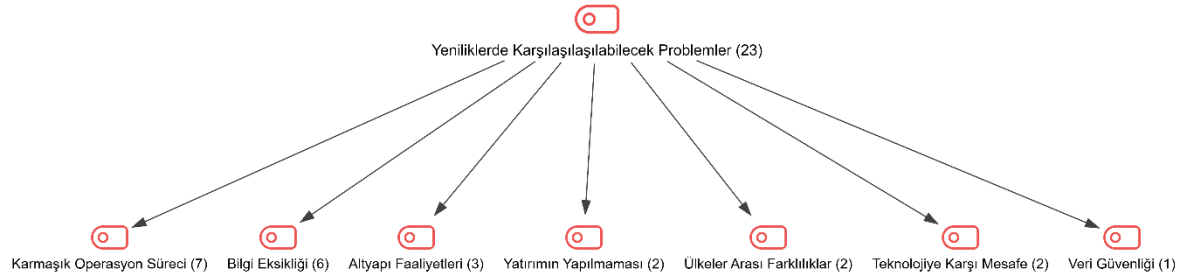 Yeniliklerde Karşılaşılaşılabilecek Problemler (23)
Karmaşık Operasyon Süreci (7)
Bilgi Eksikliği (6)
Altyapı Faaliyetleri (3)
Yatırımın Yapılmaması (2)
Ülkeler Arası Farklılıklar (2)
Teknolojiye Karşı Mesafe (2)
Veri Güvenliği (1)